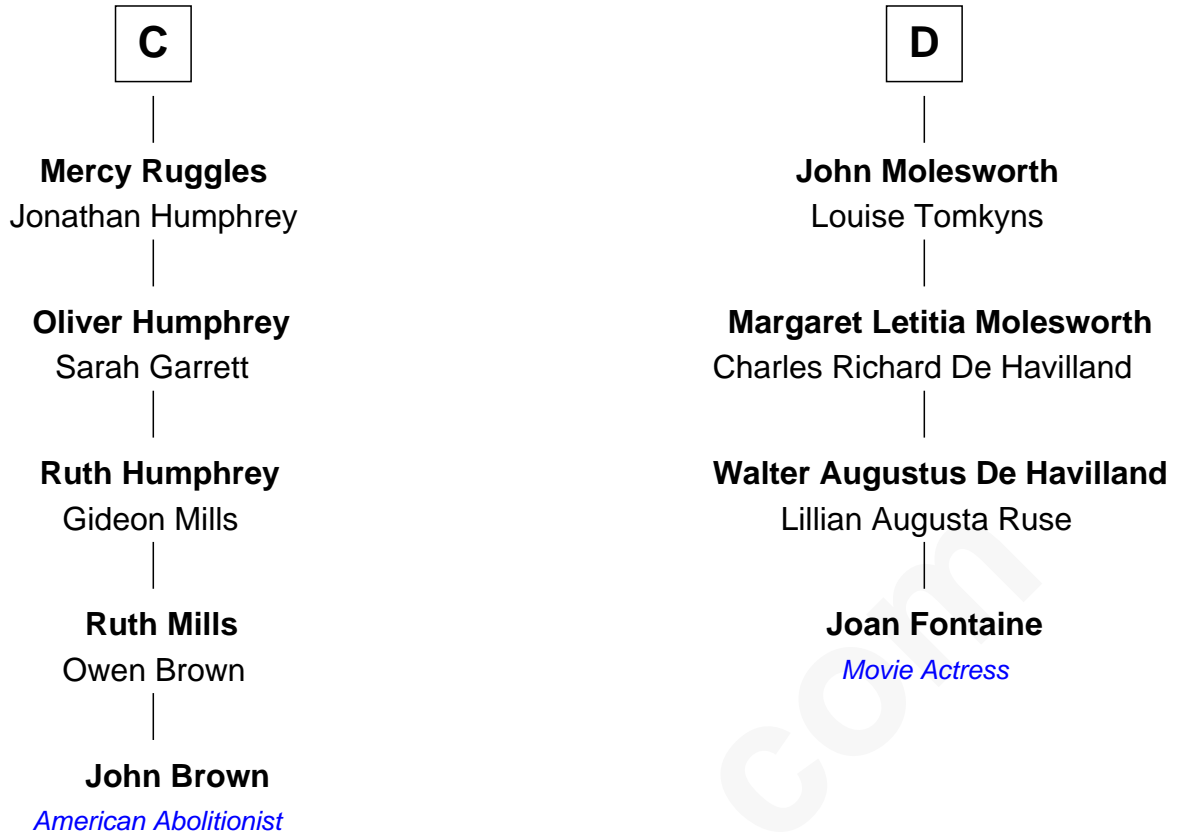 C
Mercy Ruggles
Jonathan Humphrey
Oliver Humphrey
Sarah Garrett
Ruth Humphrey
Gideon Mills
Ruth Mills
Owen Brown
John Brown
American Abolitionist
D
John Molesworth
Louise Tomkyns
Margaret Letitia Molesworth
Charles Richard De Havilland
Walter Augustus De Havilland
Lillian Augusta Ruse
Joan Fontaine
Movie Actress
com